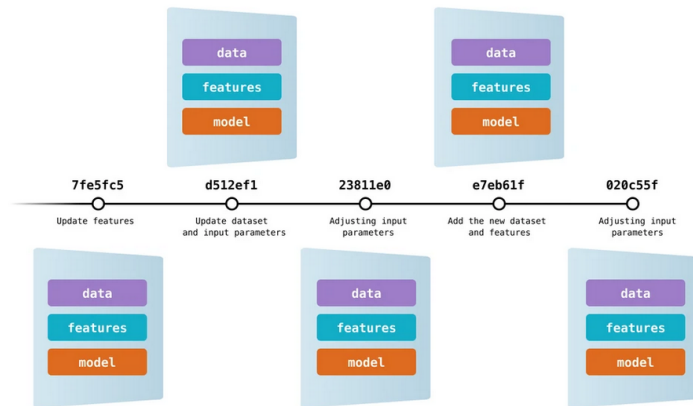 data
features
model
data
features
model
7fe5fc5
d512ef1
23811e0
e7eb61f
020c55f
Update features
Update dataset
and input parameters
Adjusting input
parameters
Add the new dataset
and features
Adjusting input
parameters
data
features
model
data
features
model
data
features
model